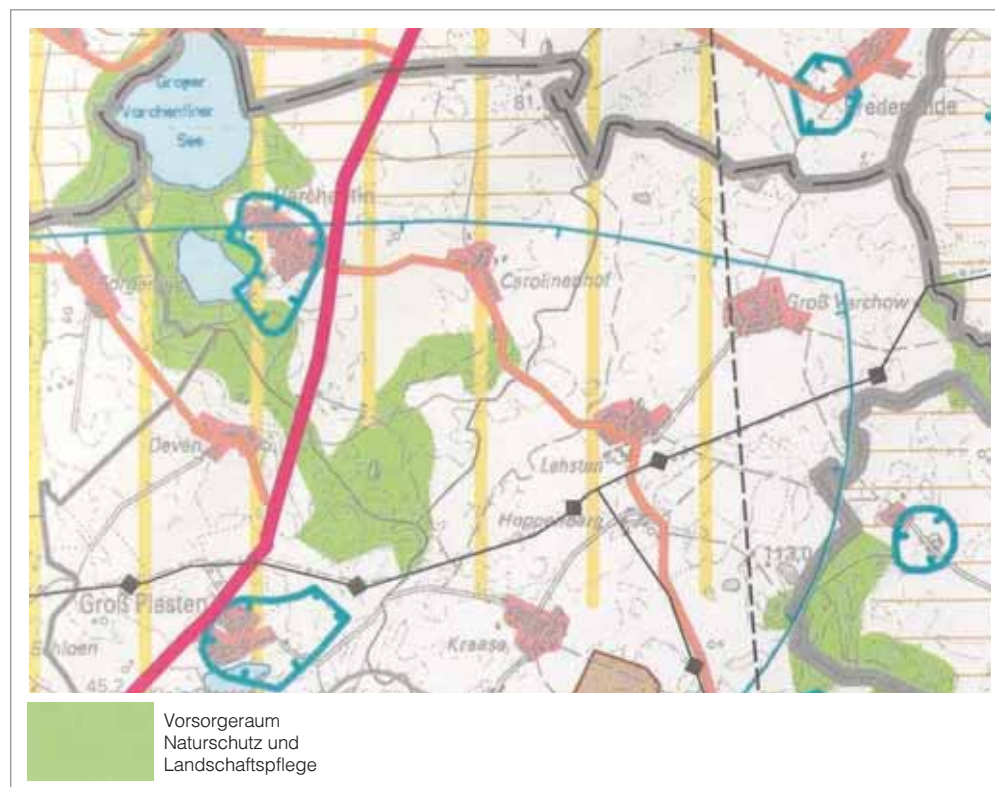 Großer
Varchentiner
See
81,
Varchentin
Carolinenhof
Groß Varchow
Deven
Lehsten
Hoppenbarg
113,0
Groß Plasten
Schloen
Kraase
45,2
Vorsorgeraum
Naturschutz und
Landschaftspflege